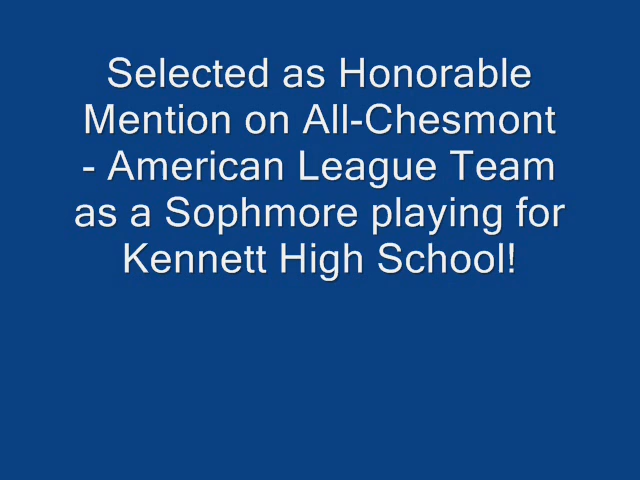 Selected as Honorable
Mention on All-Chesmont
- American League Team
as a Sophmore playing for
Kennett High School!